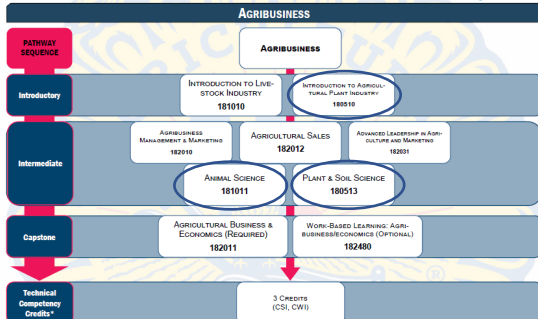 AGRIBUSINESS
PATHWAY
SEQUENCE
AGRIBUSINESS
Introductory
INTRODUCTION TO LIVE-
STOCK INDUSTRY
181010
INTRODUCTION TO AGRICUL-
TURAL PLANT INDUSTRY
180510
Intermediate
AGRIBUSINESS
MANAGEMENT & MARKETING
182010
AGRICULTURAL SALES
182012
ADVANCED LEADERSHIP IN AGRI-
CULTURE AND MARKETING
182031
ANIMAL SCIENCE
181011
PLANT & SOIL SCIENCE
180513
Capstone
AGRICULTURAL BUSINESS &
ECONOMICS (REQUIRED)
182011
WORK-BASED LEARNING: AGRI-
BUSINESS/ECONOMICS (OPTIONAL)
182480
Technical
Competency
Credits*
3 CREDITS
(CSI, CWI)